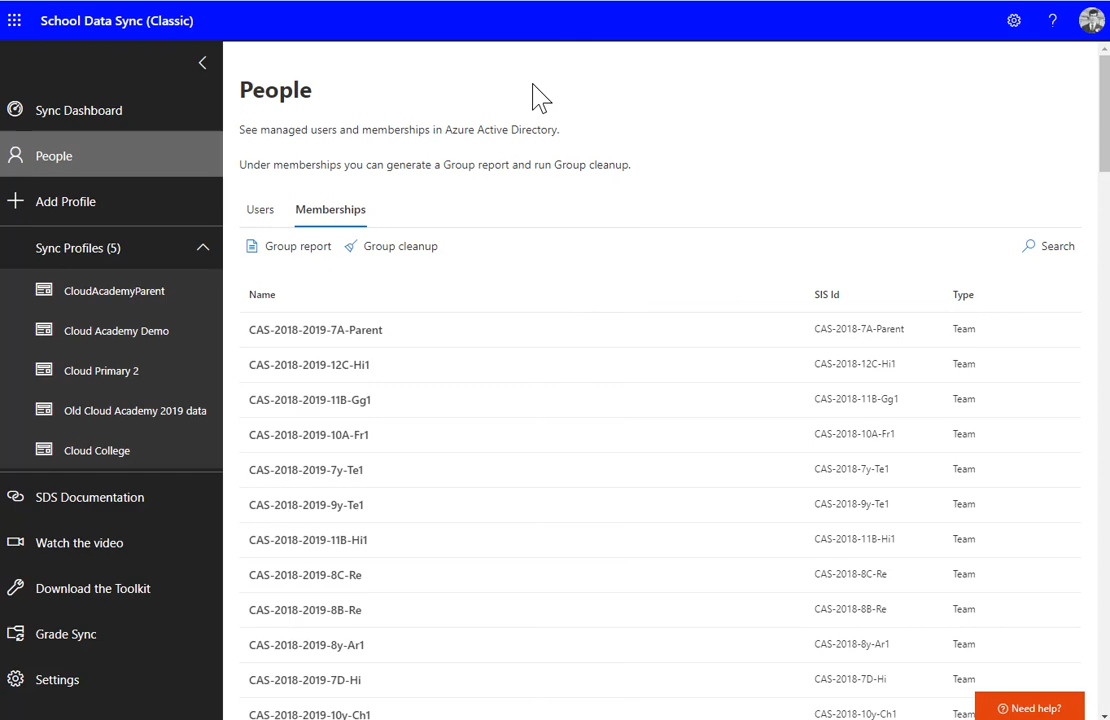 School Data Sync (Classic)
Sync Dashboard
People
Add Profile
Sync Profiles (5)
CloudAcademyParent
Cloud Academy Demo
Cloud Primary 2
Old Cloud Academy 2019 data
Cloud College
SDS Documentation
Watch the video
Download the Toolkit
Grade Sync
Settings
People
See managed users and memberships in Azure Active Directory.
Under memberships you can generate a Group report and run Group cleanup.
Users Memberships
Group report Group cleanup Search
Name SIS Id Type
CAS-2018-2019-7A-Parent CAS-2018-7A-Parent Team
CAS-2018-2019-12C-Hi1 CAS-2018-12C-Hi1 Team
CAS-2018-2019-11B-Gg1 CAS-2018-11B-Gg1 Team
CAS-2018-2019-10A-Fr1 CAS-2018-10A-Fr1 Team
CAS-2018-2019-7y-Te1 CAS-2018-7y-Te1 Team
CAS-2018-2019-9y-Te1 CAS-2018-9y-Te1 Team
CAS-2018-2019-11B-Hi1 CAS-2018-11B-Hi1 Team
CAS-2018-2019-8C-Re CAS-2018-8C-Re Team
CAS-2018-2019-8B-Re CAS-2018-8B-Re Team
CAS-2018-2019-8y-Ar1 CAS-2018-8y-Ar1 Team
CAS-2018-2019-7D-Hi CAS-2018-7D-Hi Team
CAS-2018-2019-10y-Ch1 CAS-2018-10y-Ch1 Team
Need help?